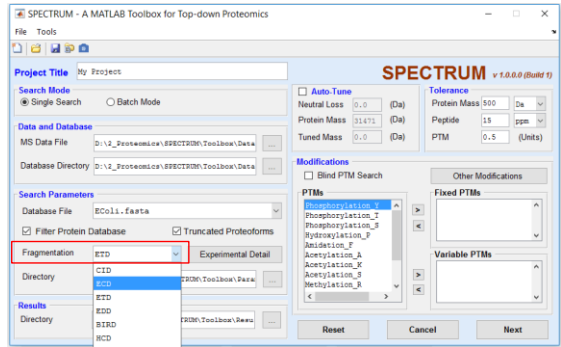 SPECTRUM - A MATLAB Toolbox for Top-down Proteomics
File Tools
Project Title My Project
SPECTRUM v 1.0.0.0 (Build 1)
Search Mode
Single Search Batch Mode
Auto-Tune
Neutral Loss 0.0 (Da)
Protein Mass 31471 (Da)
Tuned Mass 0.0 (Da)
Tolerance
Protein Mass 500 Da
Peptide 15 ppm
PTM 0.5 (Units)
Data and Database
MS Data File D:\2_Proteomics\SPECTRUM\Toolbox\Data ...
Database Directory D:\2_Proteomics\SPECTRUM\Toolbox\Data ...
Search Parameters
Database File EColi.fasta
Filter Protein Database Truncated Proteoforms
Fragmentation ETD Experimental Detail
CID
ECD
ETD
EDD
BIRD
HCD
Directory TRUM\Toolbox\Para ...
Results
Directory TRUM\Toolbox\Resu ...
Modifications
Blind PTM Search Other Modifications
PTMs
Phosphorylation_Y
Phosphorylation_T
Phosphorylation_S
Hydroxylation_P
Amidation_F
Acetylation_A
Acetylation_K
Acetylation_S
Methylation_R
>
<
>
<
Fixed PTMs
Variable PTMs
Reset Cancel Next